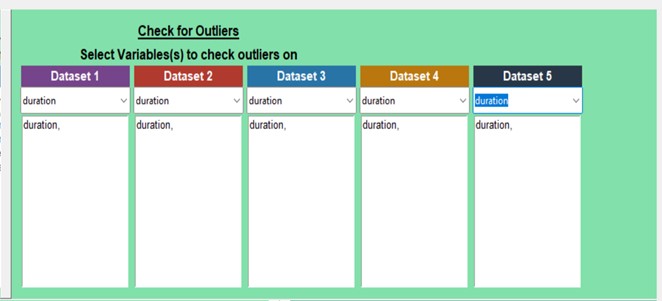 Check for Outliers
Select Variables(s) to check outliers on
Dataset 1 Dataset 2 Dataset 3 Dataset 4 Dataset 5
duration duration duration duration duration
duration, duration, duration, duration, duration,